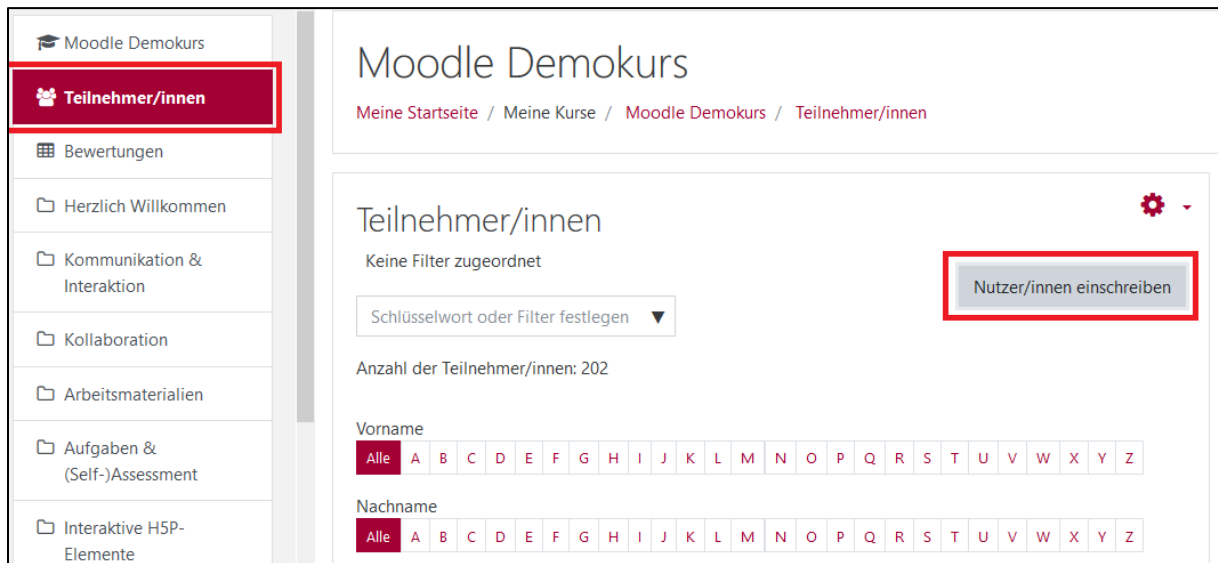 Moodle Demokurs
Teilnehmer/innen
Bewertungen
Herzlich Willkommen
Kommunikation &
Interaktion
Kollaboration
Arbeitsmaterialien
Aufgaben &
(Self-)Assessment
Interaktive H5P-
Elemente
Moodle Demokurs
Meine Startseite / Meine Kurse / Moodle Demokurs / Teilnehmer/innen
Teilnehmer/innen
Keine Filter zugeordnet
Nutzer/innen einschreiben
Schlüsselwort oder Filter festlegen ▼
Anzahl der Teilnehmer/innen: 202
Vorname
Alle A B C D E F G H I J K L M N O P Q R S T U V W X Y Z
Nachname
Alle A B C D E F G H I J K L M N O P Q R S T U V W X Y Z